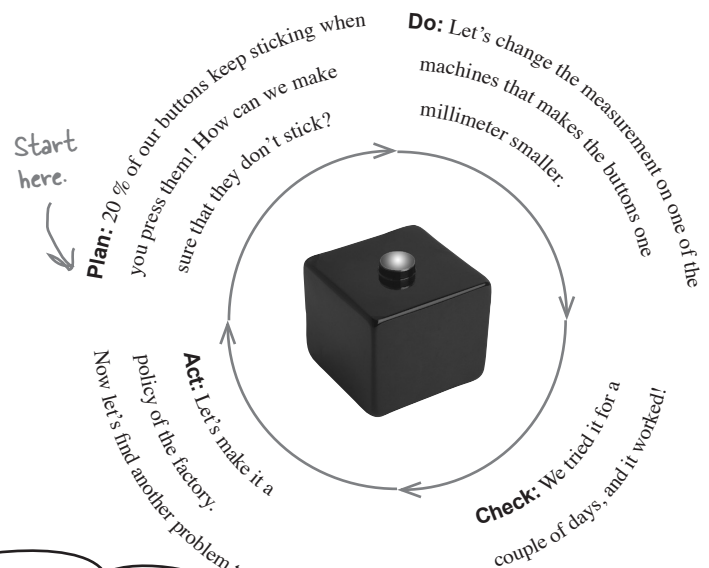 Start
here.
Plan: 20 % of our buttons keep sticking when
you press them! How can we make
sure that they don't stick?
Do: Let's change the measurement on one of the
machines that makes the buttons one
millimeter smaller.
Check: We tried it for a
couple of days, and it worked!
Act: Let's make it a
policy of the factory.
Now let's find another problem